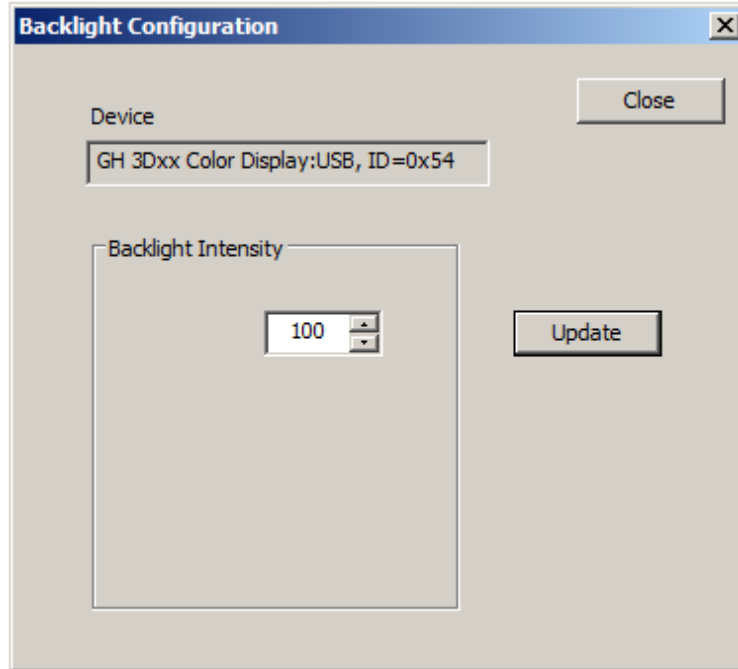 Backlight Configuration
Close
Device
GH 3Dxx Color Display:USB, ID=0x54
Backlight Intensity
100
Update